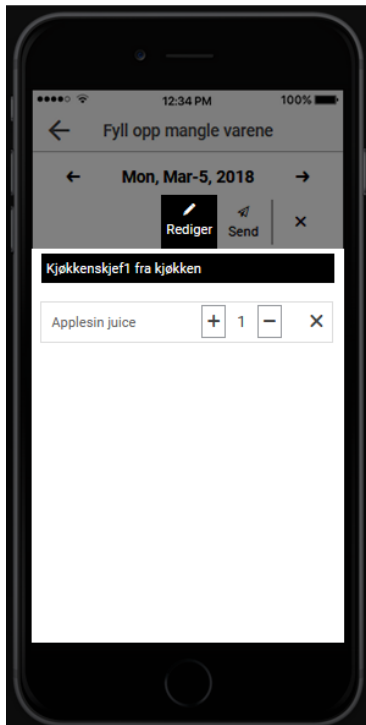 12:34 PM 100%
Fyll opp mangle varene
Mon, Mar-5, 2018
Rediger Send
Kjøkkenskjef1 fra kjøkken
Applesin juice + 1 −